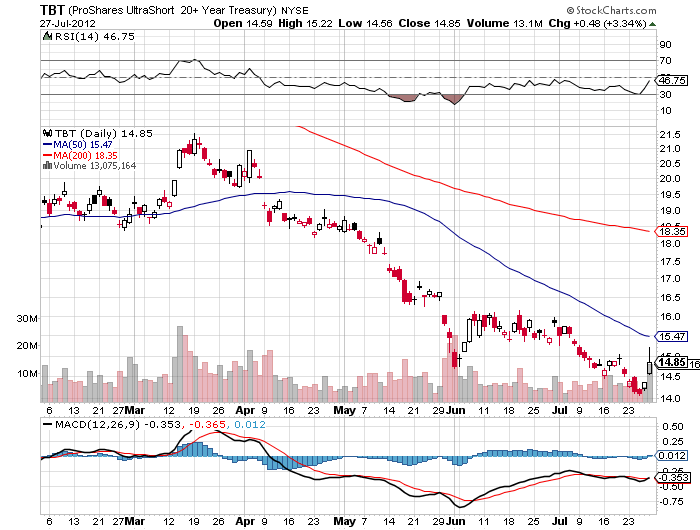 TBT (ProShares UltraShort 20+ Year Treasury) NYSE © StockCharts.com
27-Jul-2012 Open 14.59 High 15.22 Low 14.56 Close 14.85 Volume 13.1M Chg +0.48 (+3.34%)
RSI(14) 46.75
90
70
50
46.75
30
10
TBT (Daily) 14.85
MA(50) 15.47
MA(200) 18.35
Volume 13,075,164
21.5
21.0
20.5
20.0
19.5
19.0
18.5
18.35
18.0
17.5
17.0
16.5
16.0
15.47
15.0
14.85
14.5
14.0
30M
20M
10M
6 13 21 27 Mar 12 19 26 Apr 9 16 23 May 7 14 21 29 Jun 11 18 25 Jul 9 16 23
MACD(12,26,9) -0.353, -0.365, 0.012
0.50
0.25
0.012
-0.25
-0.353
-0.50
-0.75
6 13 21 27 Mar 12 19 26 Apr 9 16 23 May 7 14 21 29 Jun 11 18 25 Jul 9 16 23